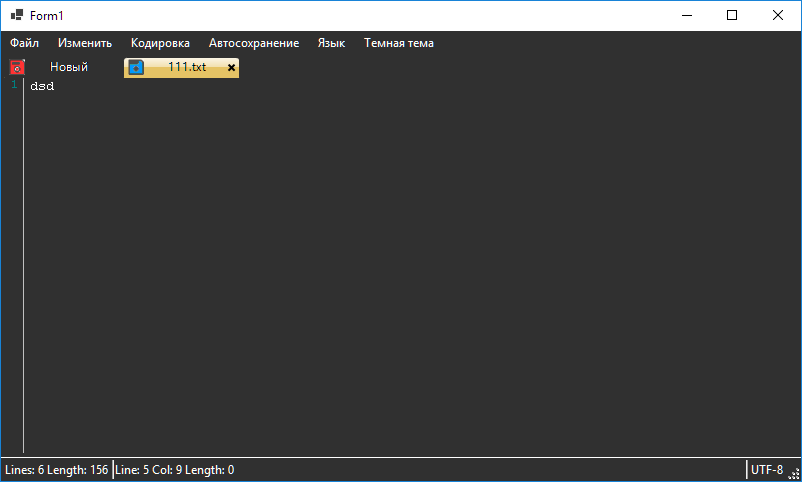 Form1
Файл Изменить Кодировка Автосохранение Язык Темная тема
Новый 111.txt
1 dsd
Lines: 6 Length: 156 Line: 5 Col: 9 Length: 0 UTF-8